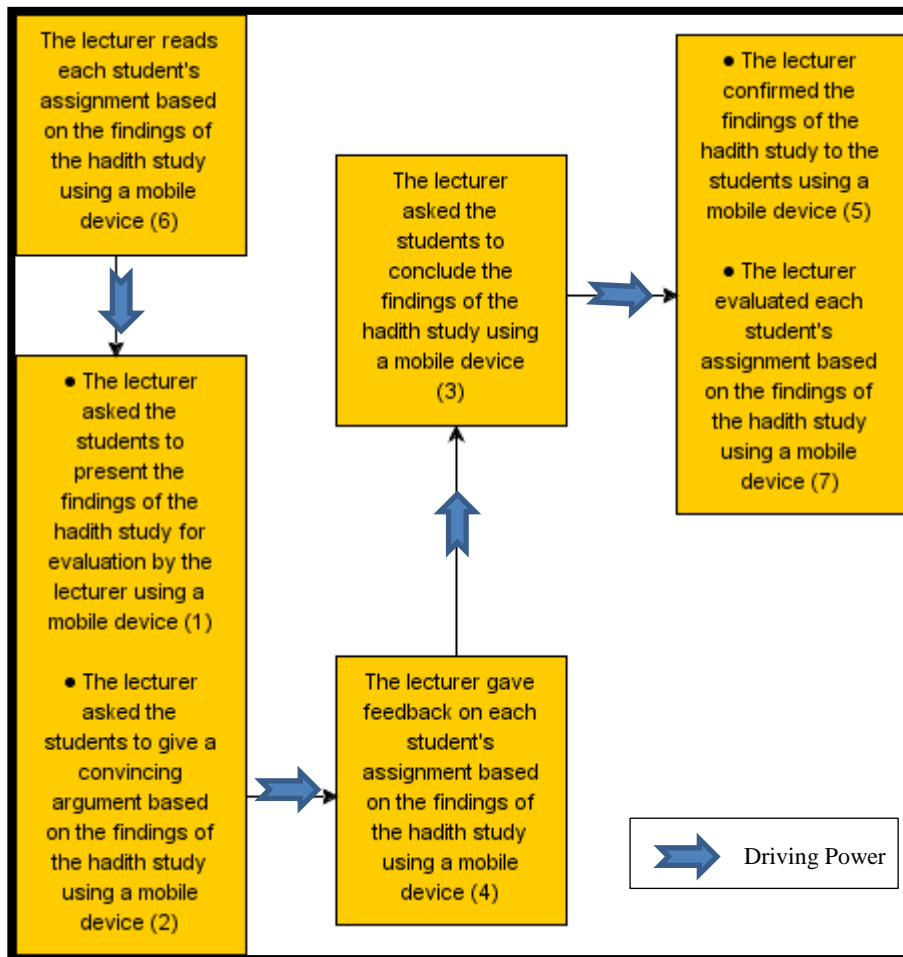 The lecturer reads
each student's
assignment based
on the findings of
the hadith study
using a mobile
device (6)
● The lecturer
asked the
students to
present the
findings of the
hadith study for
evaluation by the
lecturer using a
mobile device (1)
● The lecturer
asked the
students to give a
convincing
argument based
on the findings of
the hadith study
using a mobile
device (2)
The lecturer gave
feedback on each
student's
assignment based
on the findings of
the hadith study
using a mobile
device (4)
The lecturer
asked the
students to
conclude the
findings of the
hadith study using
a mobile device
(3)
● The lecturer
confirmed the
findings of the
hadith study to the
students using a
mobile device (5)
● The lecturer
evaluated each
student's
assignment based
on the findings of
the hadith study
using a mobile
device (7)
Driving Power